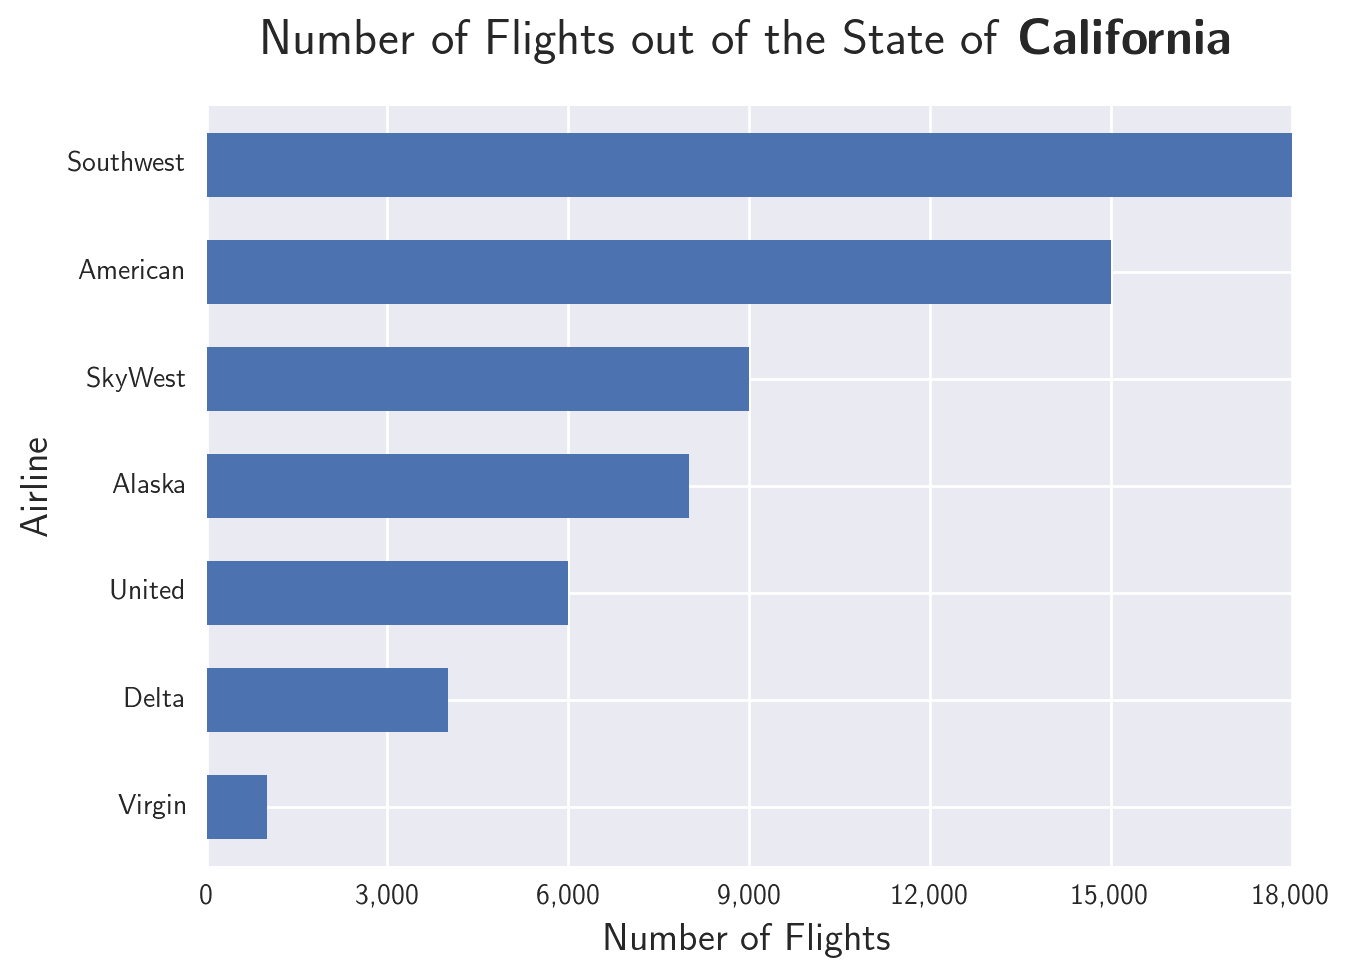 Number of Flights out of the State of California
Southwest
American
SkyWest
Alaska
United
Delta
Virgin
Airline
0 3,000 6,000 9,000 12,000 15,000 18,000
Number of Flights